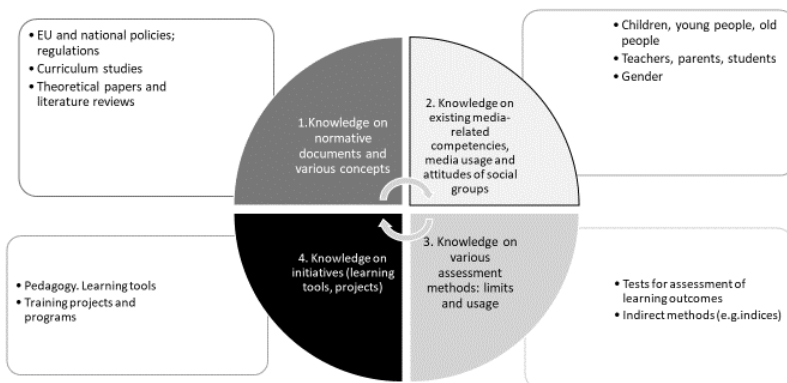 • EU and national policies;
regulations
• Curriculum studies
• Theoretical papers and
literature reviews
1.Knowledge on
normative
documents and
various concepts
2. Knowledge on
existing media-
related
competencies,
media usage and
attitudes of social
groups
• Children, young people, old
people
• Teachers, parents, students
• Gender
• Pedagogy. Learning tools
• Training projects and
programs
4. Knowledge on
initiatives (learning
tools, projects)
3. Knowledge on
various
assessment
methods: limits
and usage
• Tests for assessment of
learning outcomes
• Indirect methods (e.g.indices)